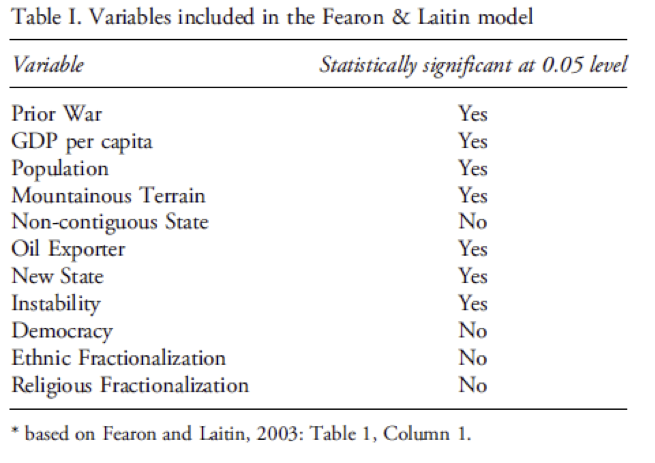 Table I. Variables included in the Fearon & Laitin model
Variable Statistically significant at 0.05 level
Prior War Yes
GDP per capita Yes
Population Yes
Mountainous Terrain Yes
Non-contiguous State No
Oil Exporter Yes
New State Yes
Instability Yes
Democracy No
Ethnic Fractionalization No
Religious Fractionalization No
* based on Fearon and Laitin, 2003: Table 1, Column 1.